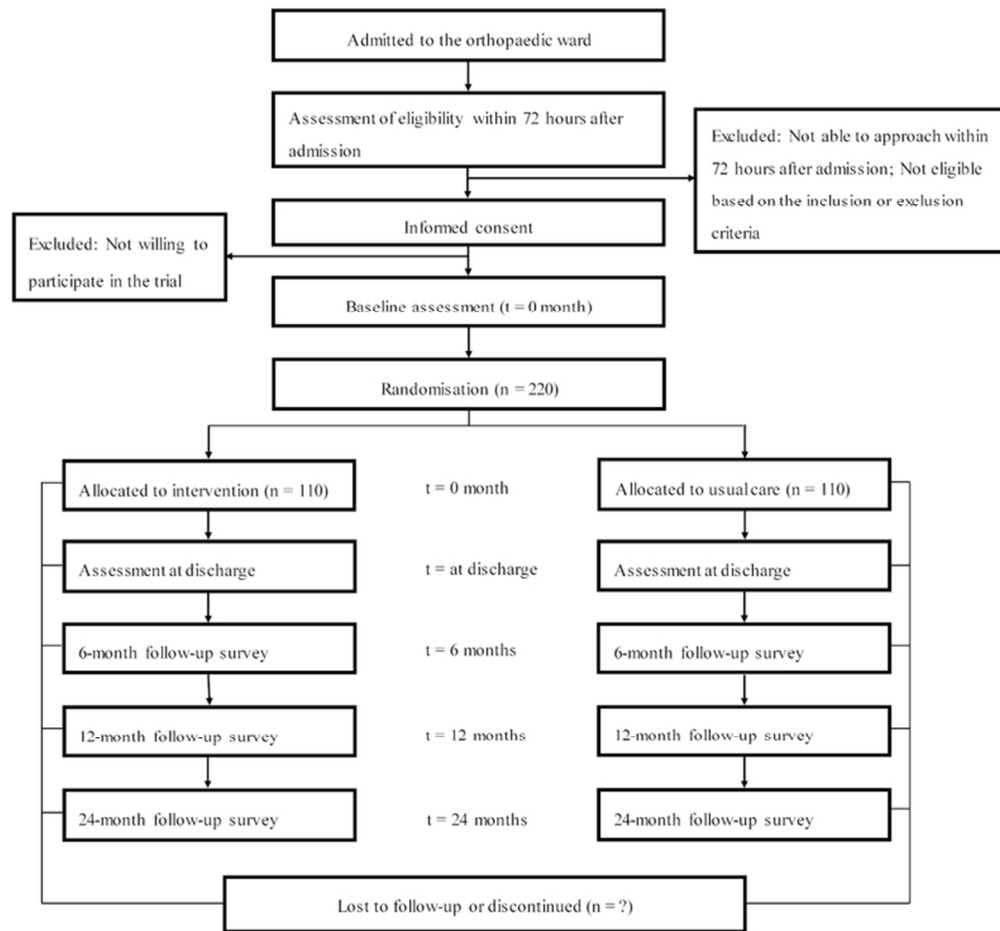 Admitted to the orthopaedic ward
Assessment of eligibility within 72 hours after
admission
Excluded: Not able to approach within
72 hours after admission; Not eligible
based on the inclusion or exclusion
criteria
Informed consent
Excluded: Not willing to
participate in the trial
Baseline assessment (t = 0 month)
Randomisation (n = 220)
Allocated to intervention (n = 110)
t = 0 month
Allocated to usual care (n = 110)
Assessment at discharge
t = at discharge
Assessment at discharge
6-month follow-up survey
t = 6 months
6-month follow-up survey
12-month follow-up survey
t = 12 months
12-month follow-up survey
24-month follow-up survey
t = 24 months
24-month follow-up survey
Lost to follow-up or discontinued (n = ?)